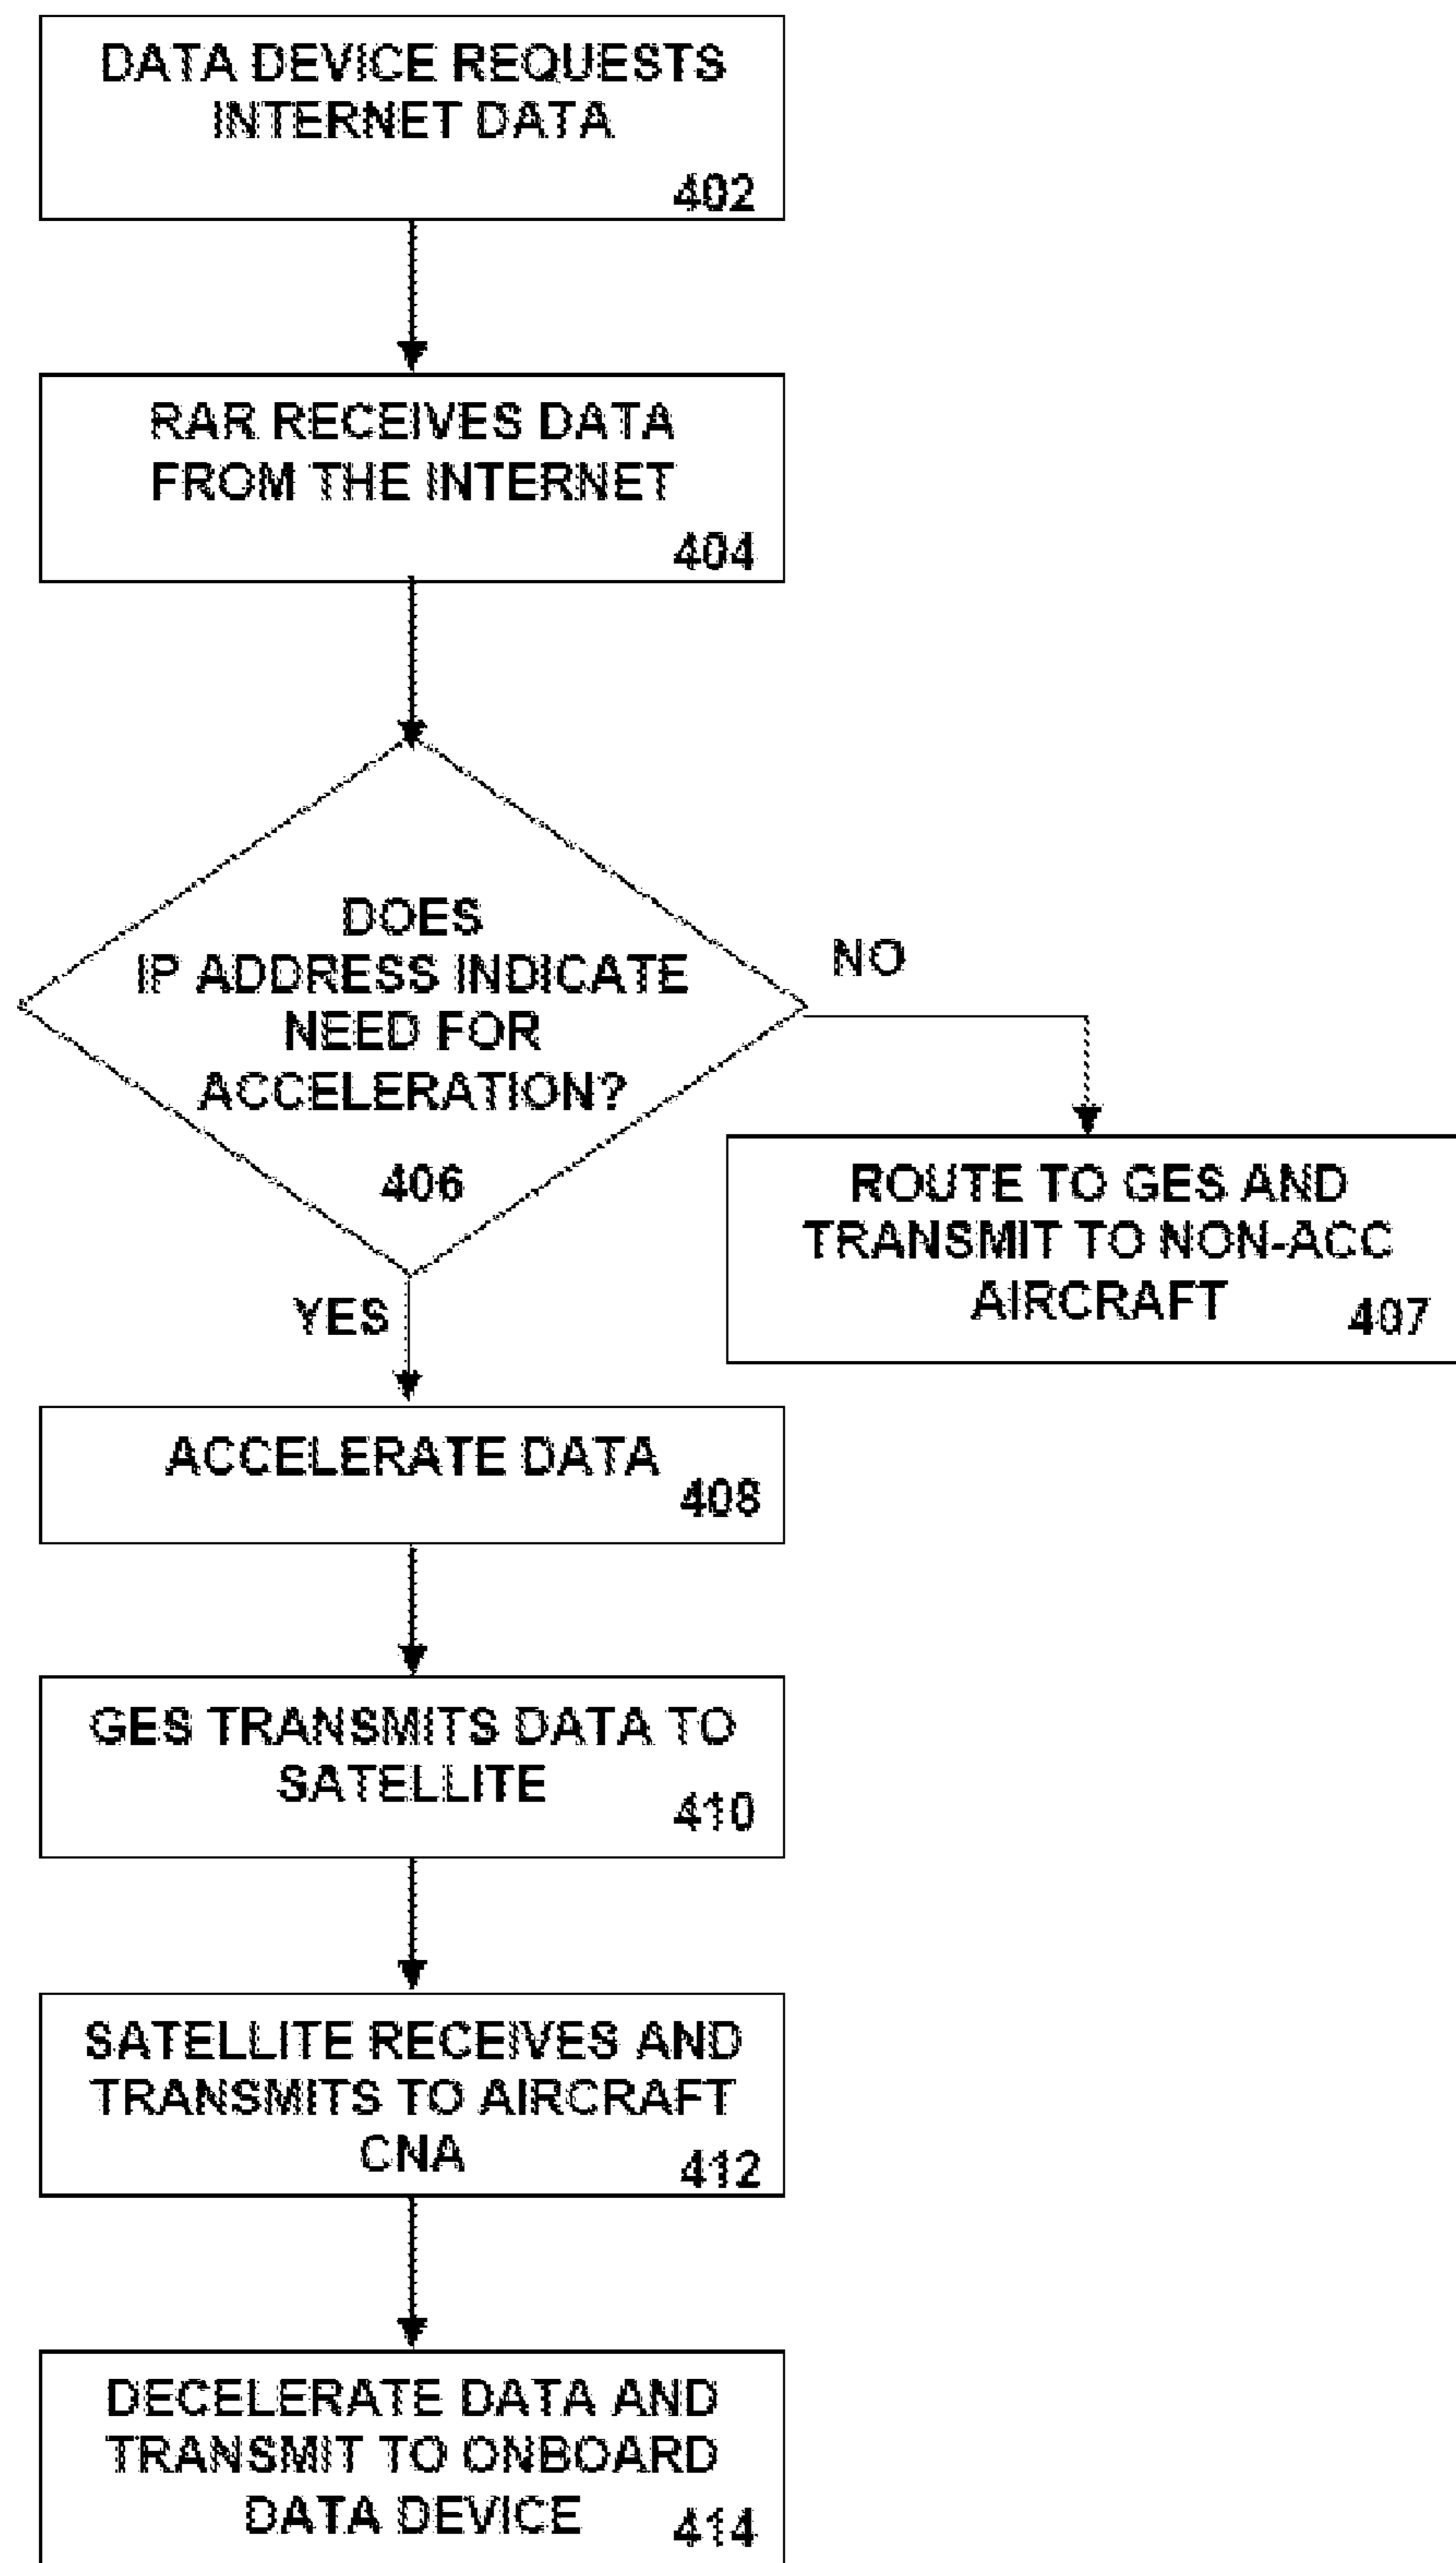 DATA DEVICE REQUESTS
INTERNET DATA
402
RAR RECEIVES DATA
FROM THE INTERNET
404
DOES
IP ADDRESS INDICATE
NEED FOR
ACCELERATION?
406
NO
ROUTE TO GES AND
TRANSMIT TO NON-ACC
AIRCRAFT
407
YES
ACCELERATE DATA
408
GES TRANSMITS DATA TO
SATELLITE
410
SATELLITE RECEIVES AND
TRANSMITS TO AIRCRAFT
CNA
412
DECELERATE DATA AND
TRANSMIT TO ONBOARD
DATA DEVICE
414